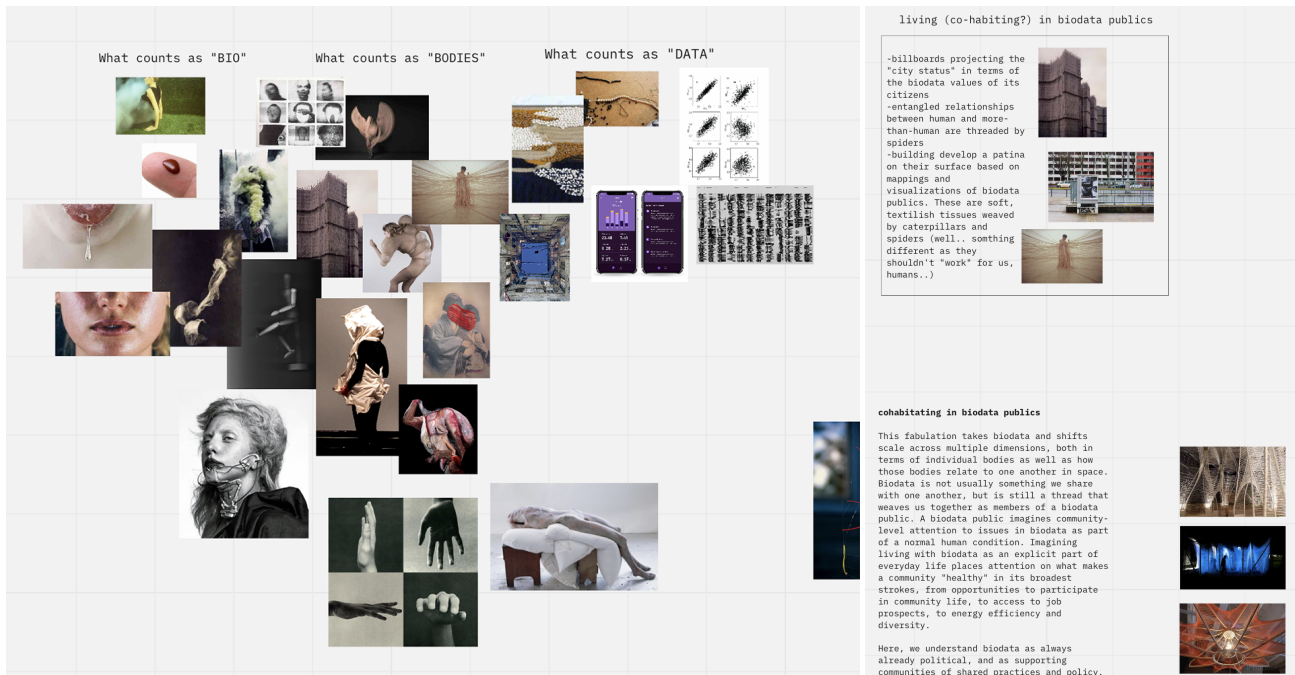 What counts as "BIO"
What counts as "BODIES"
What counts as "DATA"
living (co-habiting?) in biodata publics
-billboards projecting the
"city status" in terms of
the biodata values of its
citizens
-entangled relationships
between human and more-
than-human are threaded by
spiders
-building develop a patina
on their surface based on
mappings and
visualizations of biodata
publics. These are soft,
textilish tissues weaved
by caterpillars and
spiders (well.. somthing
different as they
shouldn't "work" for us,
humans..)
cohabitating in biodata publics
This fabulation takes biodata and shifts
scale across multiple dimensions, both in
terms of individual bodies as well as how
those bodies relate to one another in space.
Biodata is not usually something we share
with one another, but is still a thread that
weaves us together as members of a biodata
public. A biodata public imagines community-
level attention to issues in biodata as part
of a normal human condition. Imagining
living with biodata as an explicit part of
everyday life places attention on what makes
a community "healthy" in its broadest
strokes, from opportunities to participate
in community life, to access to job
prospects, to energy efficiency and
diversity.
Here, we understand biodata as always
already political, and as supporting
communities of shared practices and policy.